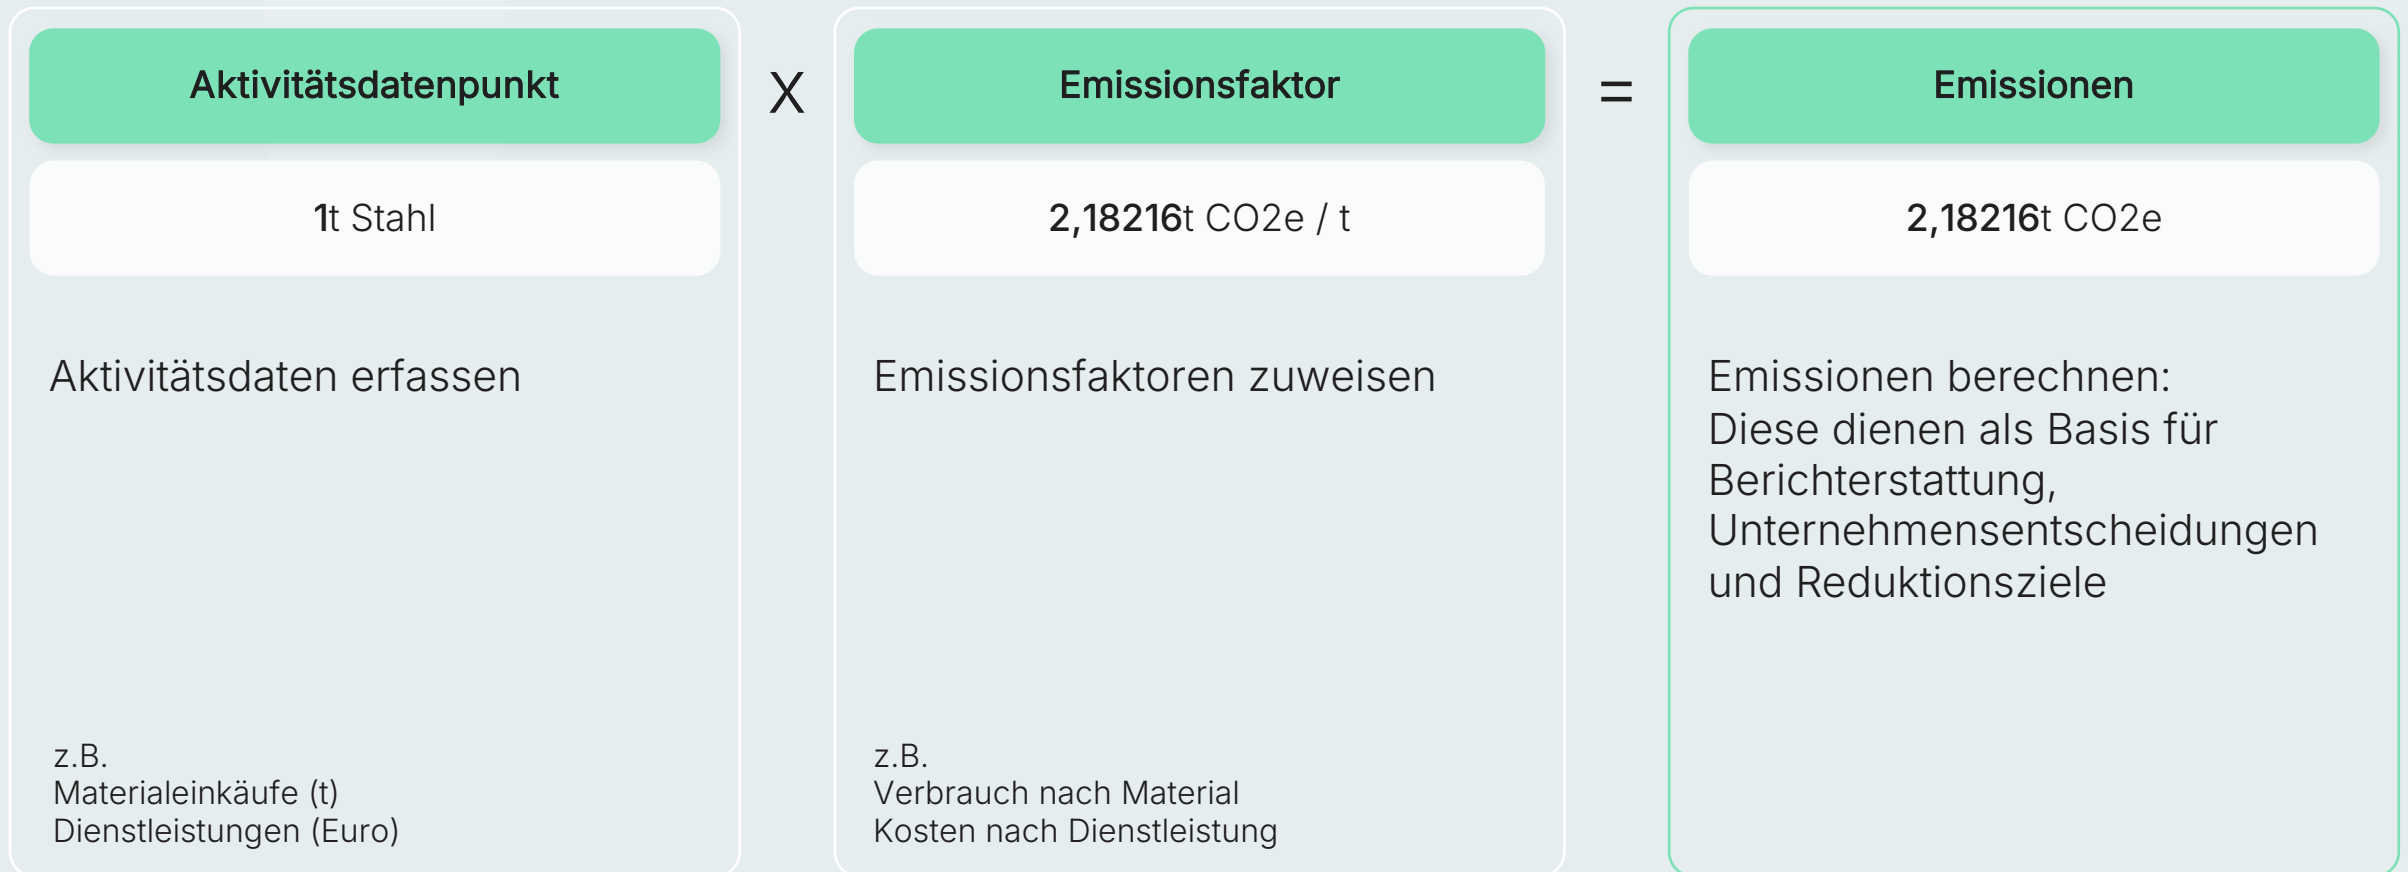 Aktivitätsdatenpunkt
X
Emissionsfaktor
=
Emissionen
1t Stahl
2,18216t CO2e / t
2,18216t CO2e
Aktivitätsdaten erfassen
Emissionsfaktoren zuweisen
Emissionen berechnen:
Diese dienen als Basis für
Berichterstattung,
Unternehmensentscheidungen
und Reduktionsziele
z.B.
Materialeinkäufe (t)
Dienstleistungen (Euro)
z.B.
Verbrauch nach Material
Kosten nach Dienstleistung